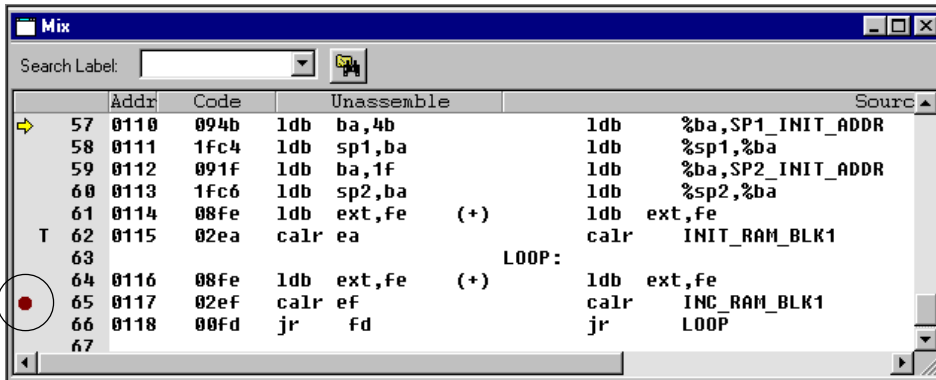 Mix
Search Label:
Addr Code Unassemble Sourc
57 0110 094b ldb ba,4b ldb %ba,SP1_INIT_ADDR
58 0111 1fc4 ldb sp1,ba ldb %sp1,%ba
59 0112 091f ldb ba,1f ldb %ba,SP2_INIT_ADDR
60 0113 1fc6 ldb sp2,ba ldb %sp2,%ba
61 0114 08fe ldb ext,fe (+) ldb ext,fe
T 62 0115 02ea calr ea calr INIT_RAM_BLK1
63 LOOP:
64 0116 08fe ldb ext,fe (+) ldb ext,fe
65 0117 02ef calr ef calr INC_RAM_BLK1
66 0118 00fd jr fd jr LOOP
67